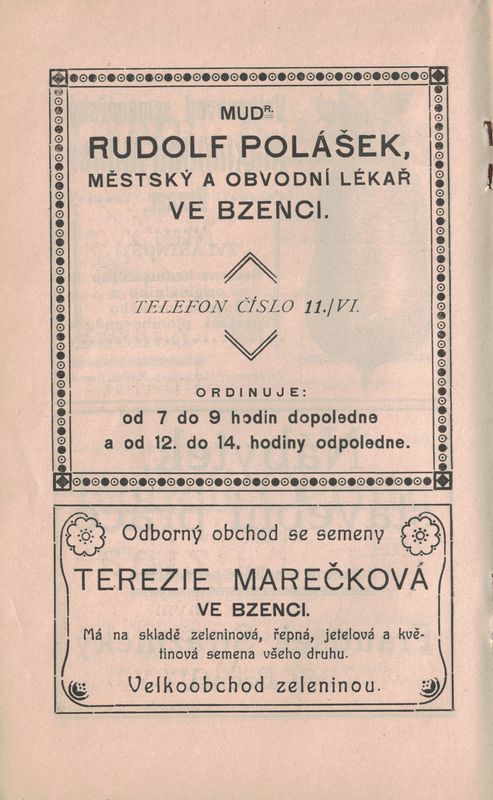 MUDR.
RUDOLF POLÁŠEK,
MĚSTSKÝ A OBVODNÍ LÉKAŘ
VE BZENCI.
TELEFON ČÍSLO 11./VI.
ORDINUJE:
od 7 do 9 hodin dopoledne
a od 12. do 14. hodiny odpoledne.
Odborný obchod se semeny
TEREZIE MAREČKOVÁ
VE BZENCI.
Má na skladě zeleninová, řepná, jetelová a kvě-
tinová semena všeho druhu.
Velkoobchod zeleninou.